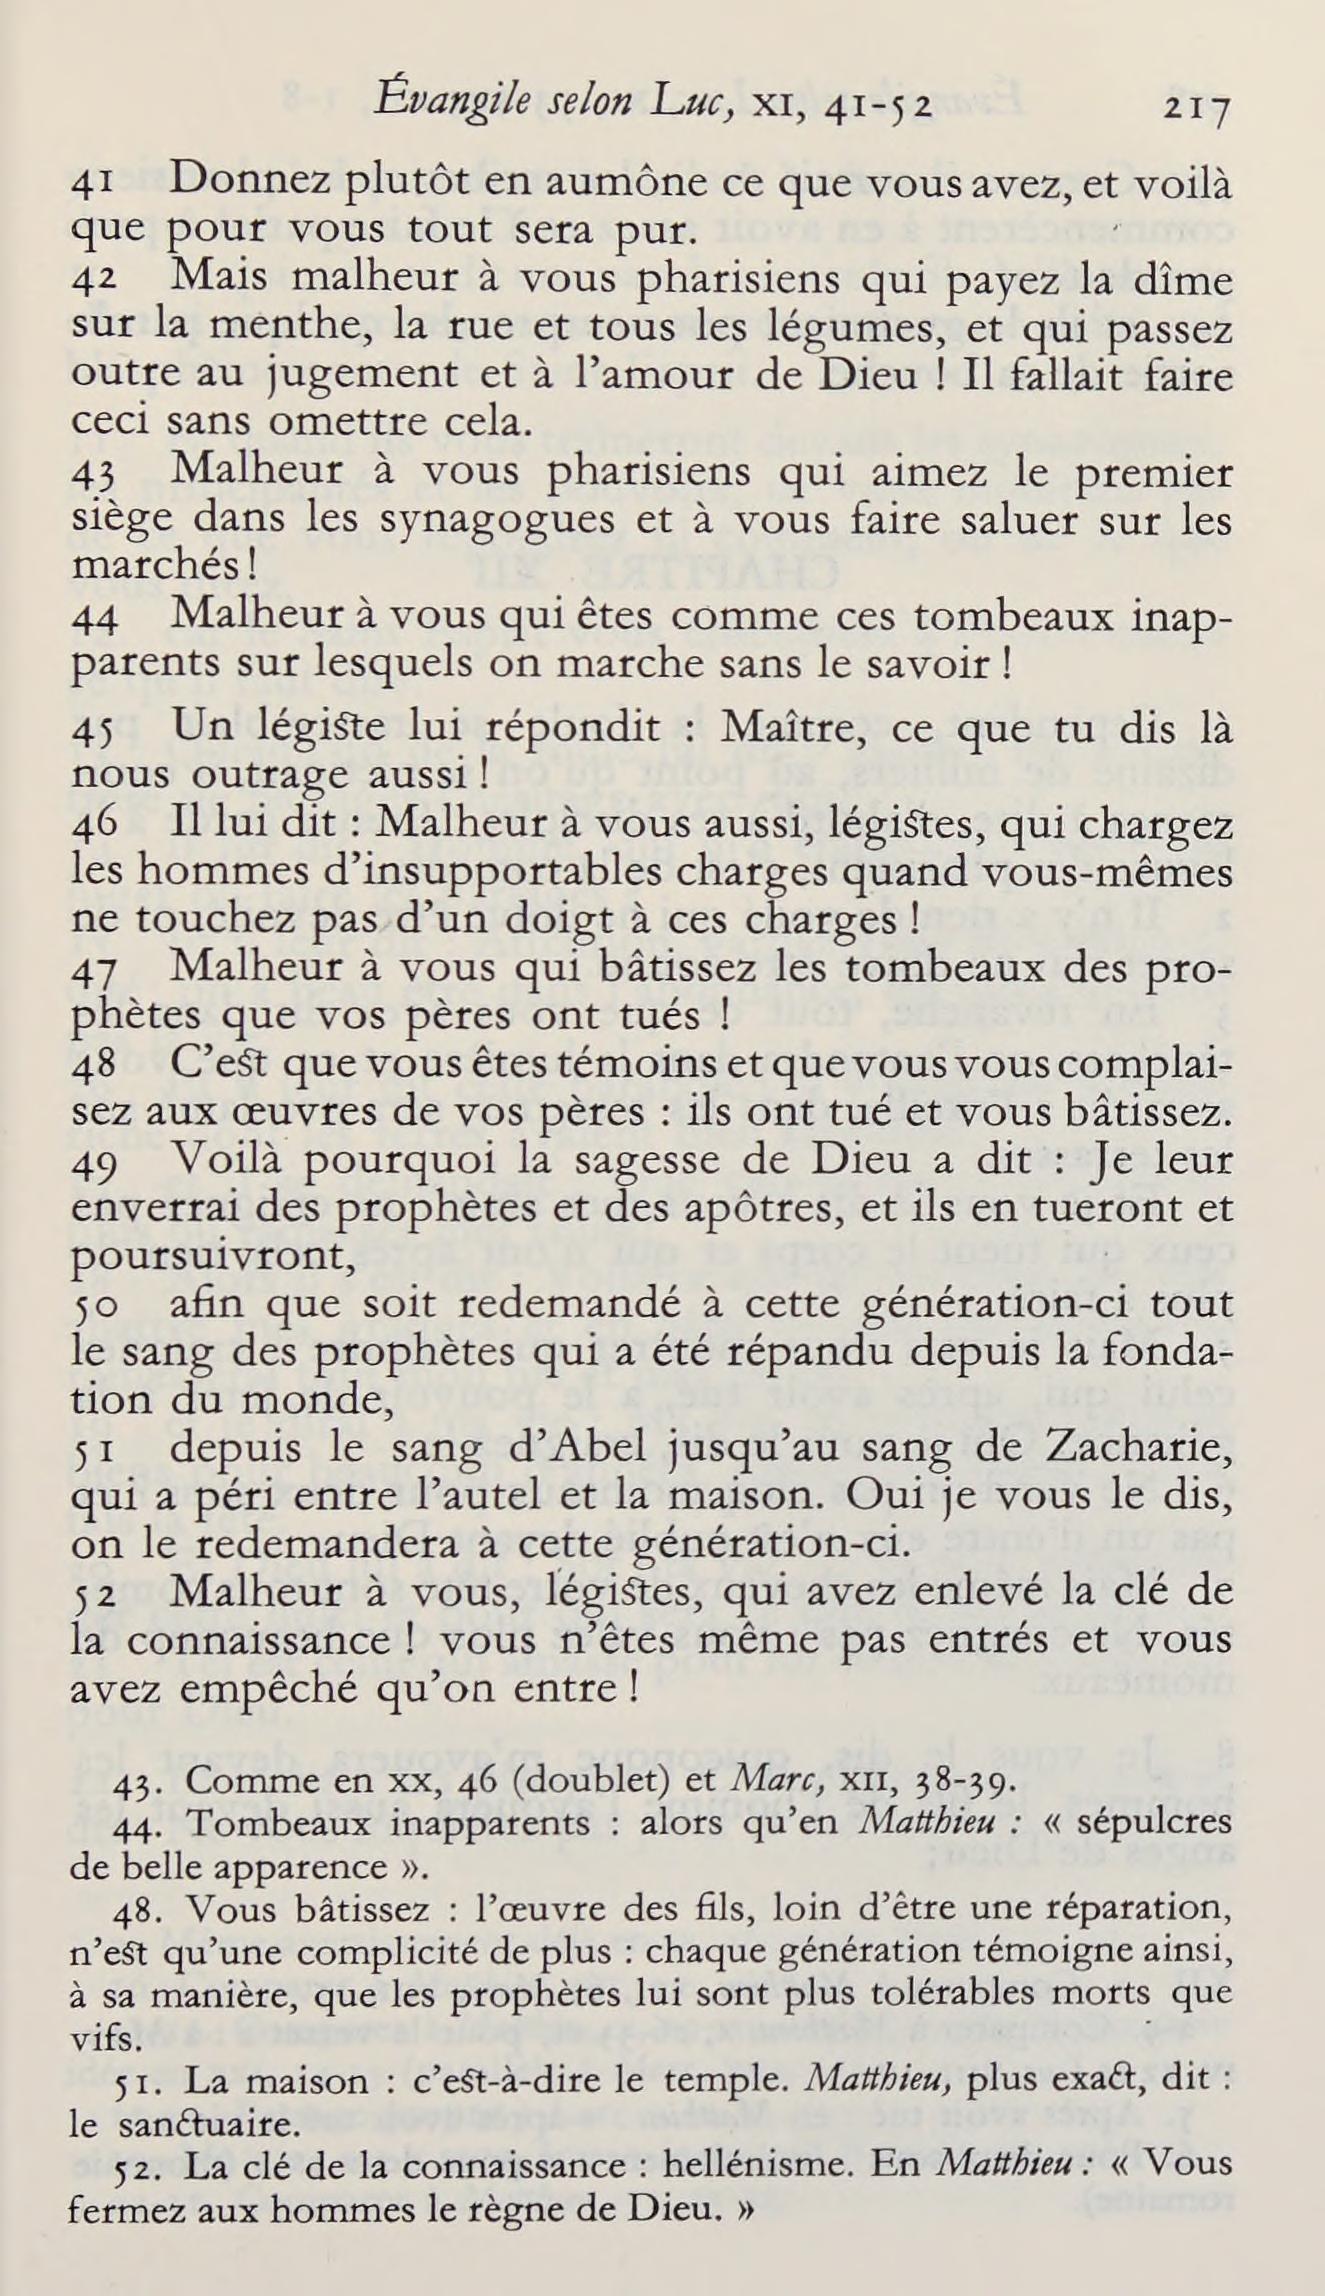 Évangile selon Luc, XI, 41-52 217
41 Donnez plutôt en aumône ce que vous avez, et voilà
que pour vous tout sera pur.
42 Mais malheur à vous pharisiens qui payez la dîme
sur la menthe, la rue et tous les légumes, et qui passez
outre au jugement et à l’amour de Dieu ! Il fallait faire
ceci sans omettre cela.
43 Malheur à vous pharisiens qui aimez le premier
siège dans les synagogues et à vous faire saluer sur les
marchés !
44 Malheur à vous qui êtes comme ces tombeaux inap-
parents sur lesquels on marche sans le savoir !
45 Un légiste lui répondit : Maître, ce que tu dis là
nous outrage aussi !
46 Il lui dit : Malheur à vous aussi, légistes, qui chargez
les hommes d’insupportables charges quand vous-mêmes
ne touchez pas d’un doigt à ces charges !
47 Malheur à vous qui bâtissez les tombeaux des pro-
phètes que vos pères ont tués !
48 C’est que vous êtes témoins et que vous vous complai-
sez aux œuvres de vos pères : ils ont tué et vous bâtissez.
49 Voilà pourquoi la sagesse de Dieu a dit : Je leur
enverrai des prophètes et des apôtres, et ils en tueront et
poursuivront,
50 afin que soit redemandé à cette génération-ci tout
le sang des prophètes qui a été répandu depuis la fonda-
tion du monde,
51 depuis le sang d’Abel jusqu’au sang de Zacharie,
qui a péri entre l’autel et la maison. Oui je vous le dis,
on le redemandera à cette génération-ci.
52 Malheur à vous, légistes, qui avez enlevé la clé de
la connaissance ! vous n’êtes même pas entrés et vous
avez empêché qu’on entre !
43. Comme en XX, 46 (doublet) et Marc, XII, 38-39.
44. Tombeaux inapparents : alors qu’en Matthieu : « sépulcres
de belle apparence ».
48. Vous bâtissez : l’œuvre des fils, loin d’être une réparation,
n’est qu’une complicité de plus : chaque génération témoigne ainsi,
à sa manière, que les prophètes lui sont plus tolérables morts que
vifs.
51. La maison : c’est-à-dire le temple. Matthieu, plus exact, dit :
le sanctuaire.
52. La clé de la connaissance : hellénisme. En Matthieu : « Vous
fermez aux hommes le règne de Dieu. »